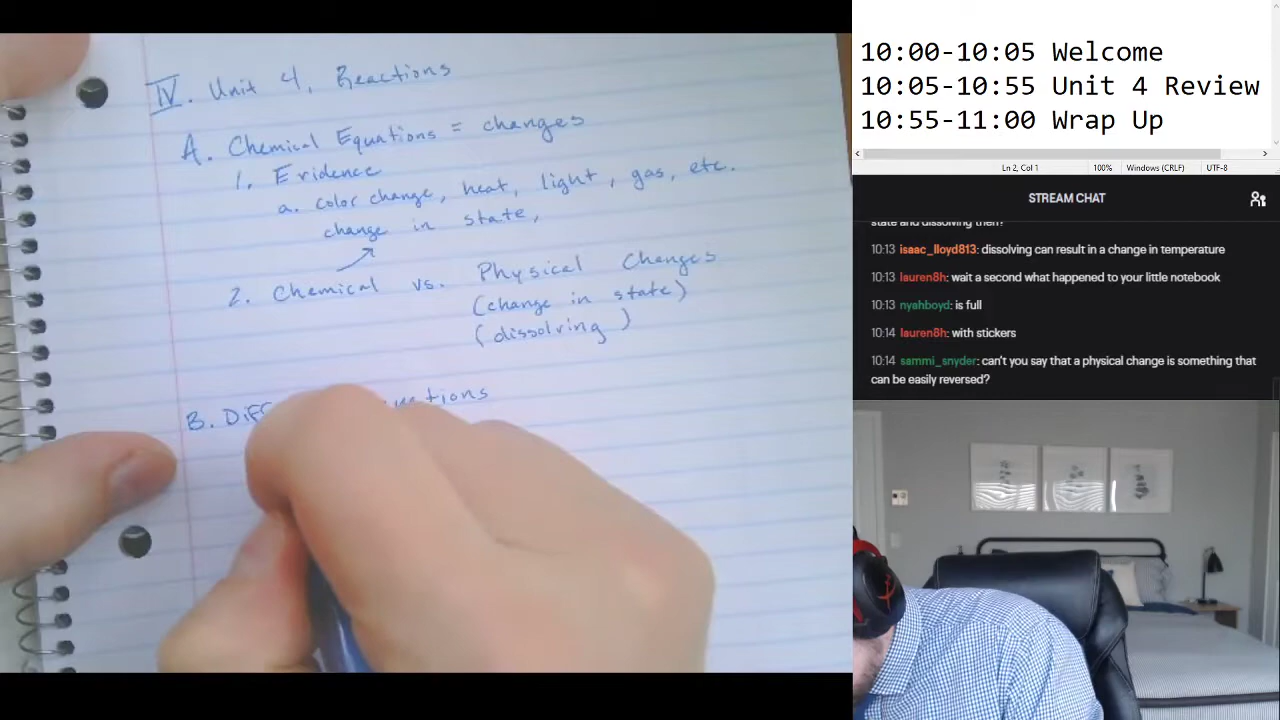 IV. Unit 4, Reactions
A. Chemical Equations = changes
1. Evidence
a. color change, heat, light, gas, etc.
change in state,
2. Chemical vs. Physical Changes
(change in state)
(dissolving)
B.
10:00-10:05 Welcome
10:05-10:55 Unit 4 Review
10:55-11:00 Wrap Up
Ln 2, Col 1 100% Windows (CRLF) UTF-8
STREAM CHAT
state and dissolving then?
10:13 isaac_lloyd813: dissolving can result in a change in temperature
10:13 lauren8h: wait a second what happened to your little notebook
10:13 nyahboyd: is full
10:14 lauren8h: with stickers
10:14 sammi_snyder: can't you say that a physical change is something that
can be easily reversed?